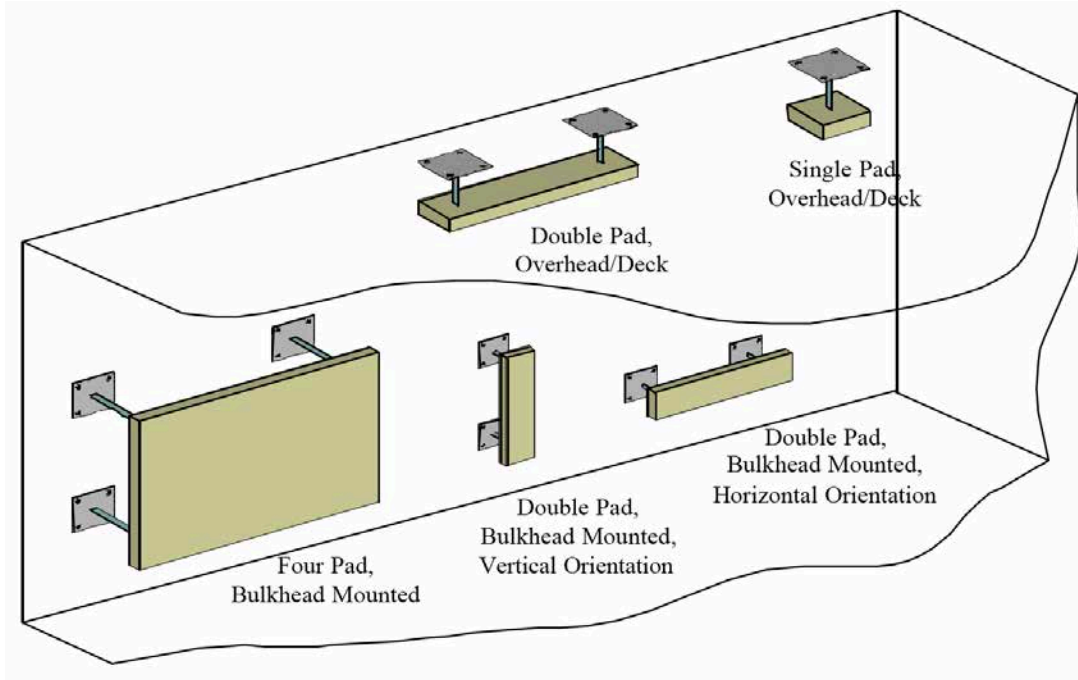 Single Pad,
Overhead/Deck
Double Pad,
Overhead/Deck
Double Pad,
Bulkhead Mounted,
Horizontal Orientation
Double Pad,
Bulkhead Mounted,
Vertical Orientation
Four Pad,
Bulkhead Mounted